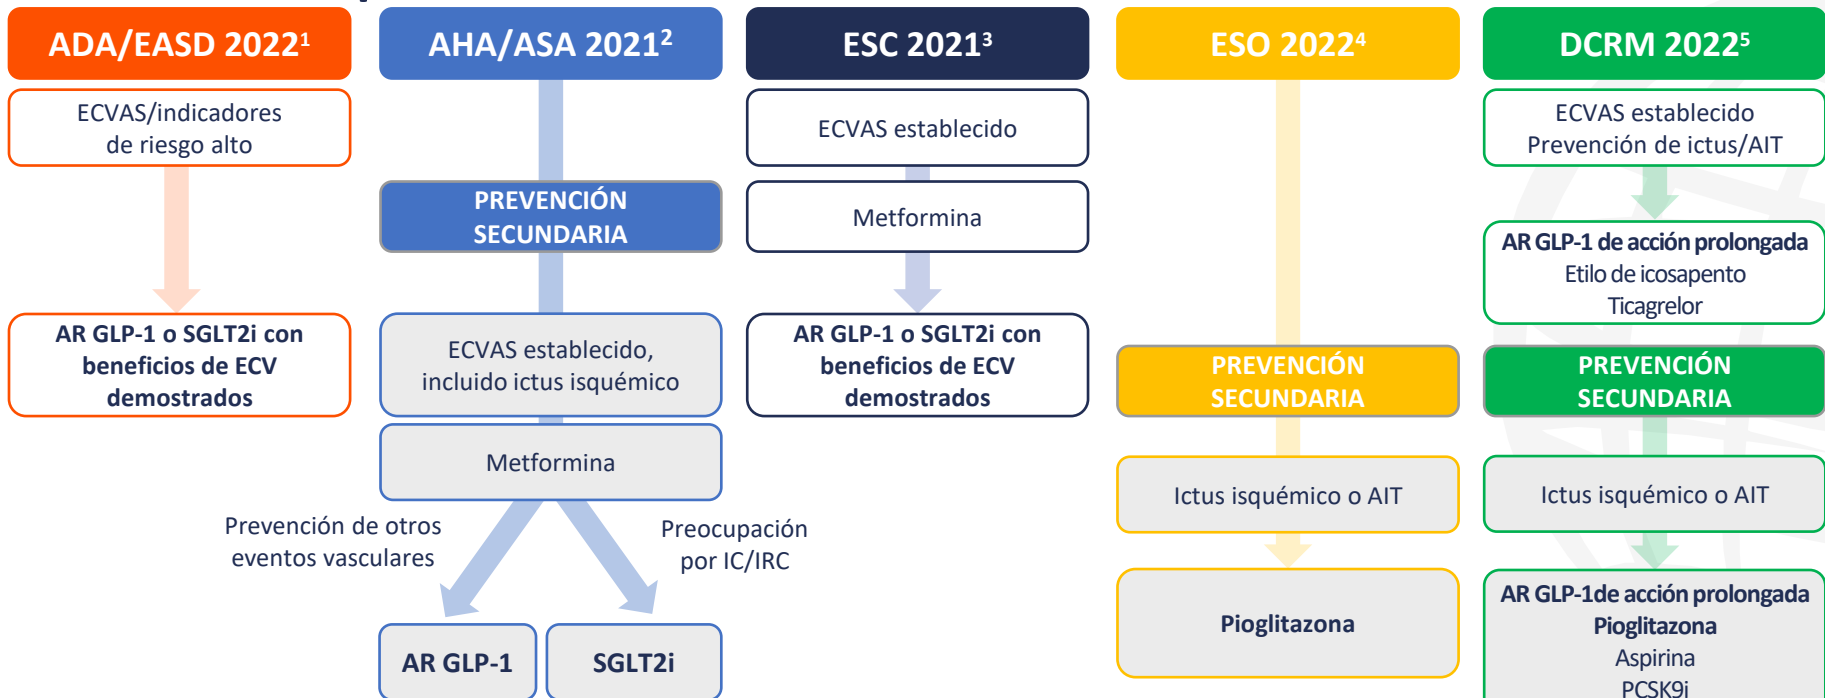 ADA/EASD 2022¹
ECVAS/indicadores
de riesgo alto
AR GLP-1 o SGLT2i con
beneficios de ECV
demostrados
AHA/ASA 2021²
PREVENCIÓN
SECUNDARIA
ECVAS establecido,
incluido ictus isquémico
Metformina
Prevención de otros
eventos vasculares
Preocupación
por IC/IRC
AR GLP-1
SGLT2i
ESC 2021³
ECVAS establecido
Metformina
AR GLP-1 o SGLT2i con
beneficios de ECV
demostrados
ESO 2022⁴
PREVENCIÓN
SECUNDARIA
Ictus isquémico o AIT
Pioglitazona
DCRM 2022⁵
ECVAS establecido
Prevención de ictus/AIT
AR GLP-1 de acción prolongada
Etilo de icosapento
Ticagrelor
PREVENCIÓN
SECUNDARIA
Ictus isquémico o AIT
AR GLP-1de acción prolongada
Pioglitazona
Aspirina
PCSK9i